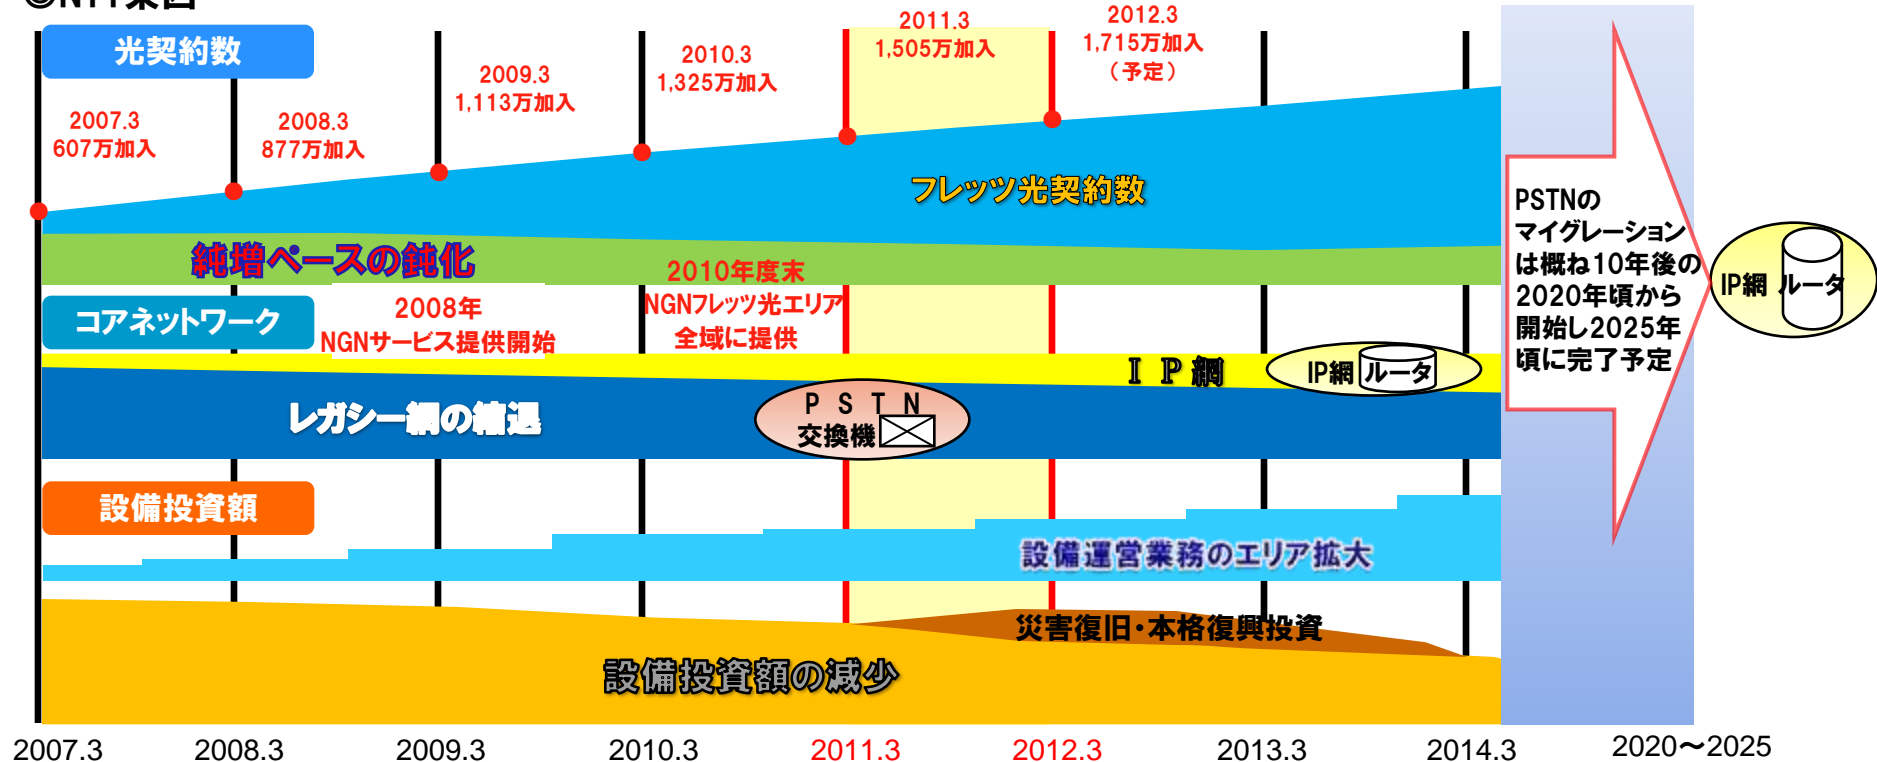 ◎NTT東西
光契約数
2007.3
607万加入
2008.3
877万加入
2009.3
1,113万加入
2010.3
1,325万加入
2011.3
1,505万加入
2012.3
1,715万加入
（予定）
フレッツ光契約数
純増ペースの鈍化
コアネットワーク
2008年
NGNサービス提供開始
2010年度末
NGNフレッツ光エリア
全域に提供
ＩＰ網
IP網 ルータ
レガシー網の縮退
ＰＳＴＮ
交換機
設備投資額
設備運営業務のエリア拡大
災害復旧・本格復興投資
設備投資額の減少
PSTNの
マイグレーション
は概ね10年後の
2020年頃から
開始し2025年
頃に完了予定
IP網 ルータ
2007.3 2008.3 2009.3 2010.3 2011.3 2012.3 2013.3 2014.3 2020～2025